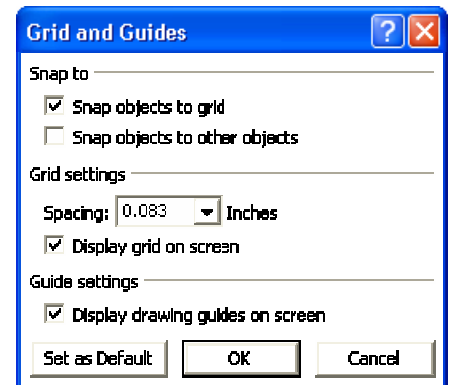 Grid and Guides
Snap to
Snap objects to grid
Snap objects to other objects
Grid settings
Spacing: 0.083 Inches
Display grid on screen
Guide settings
Display drawing guides on screen
Set as Default OK Cancel